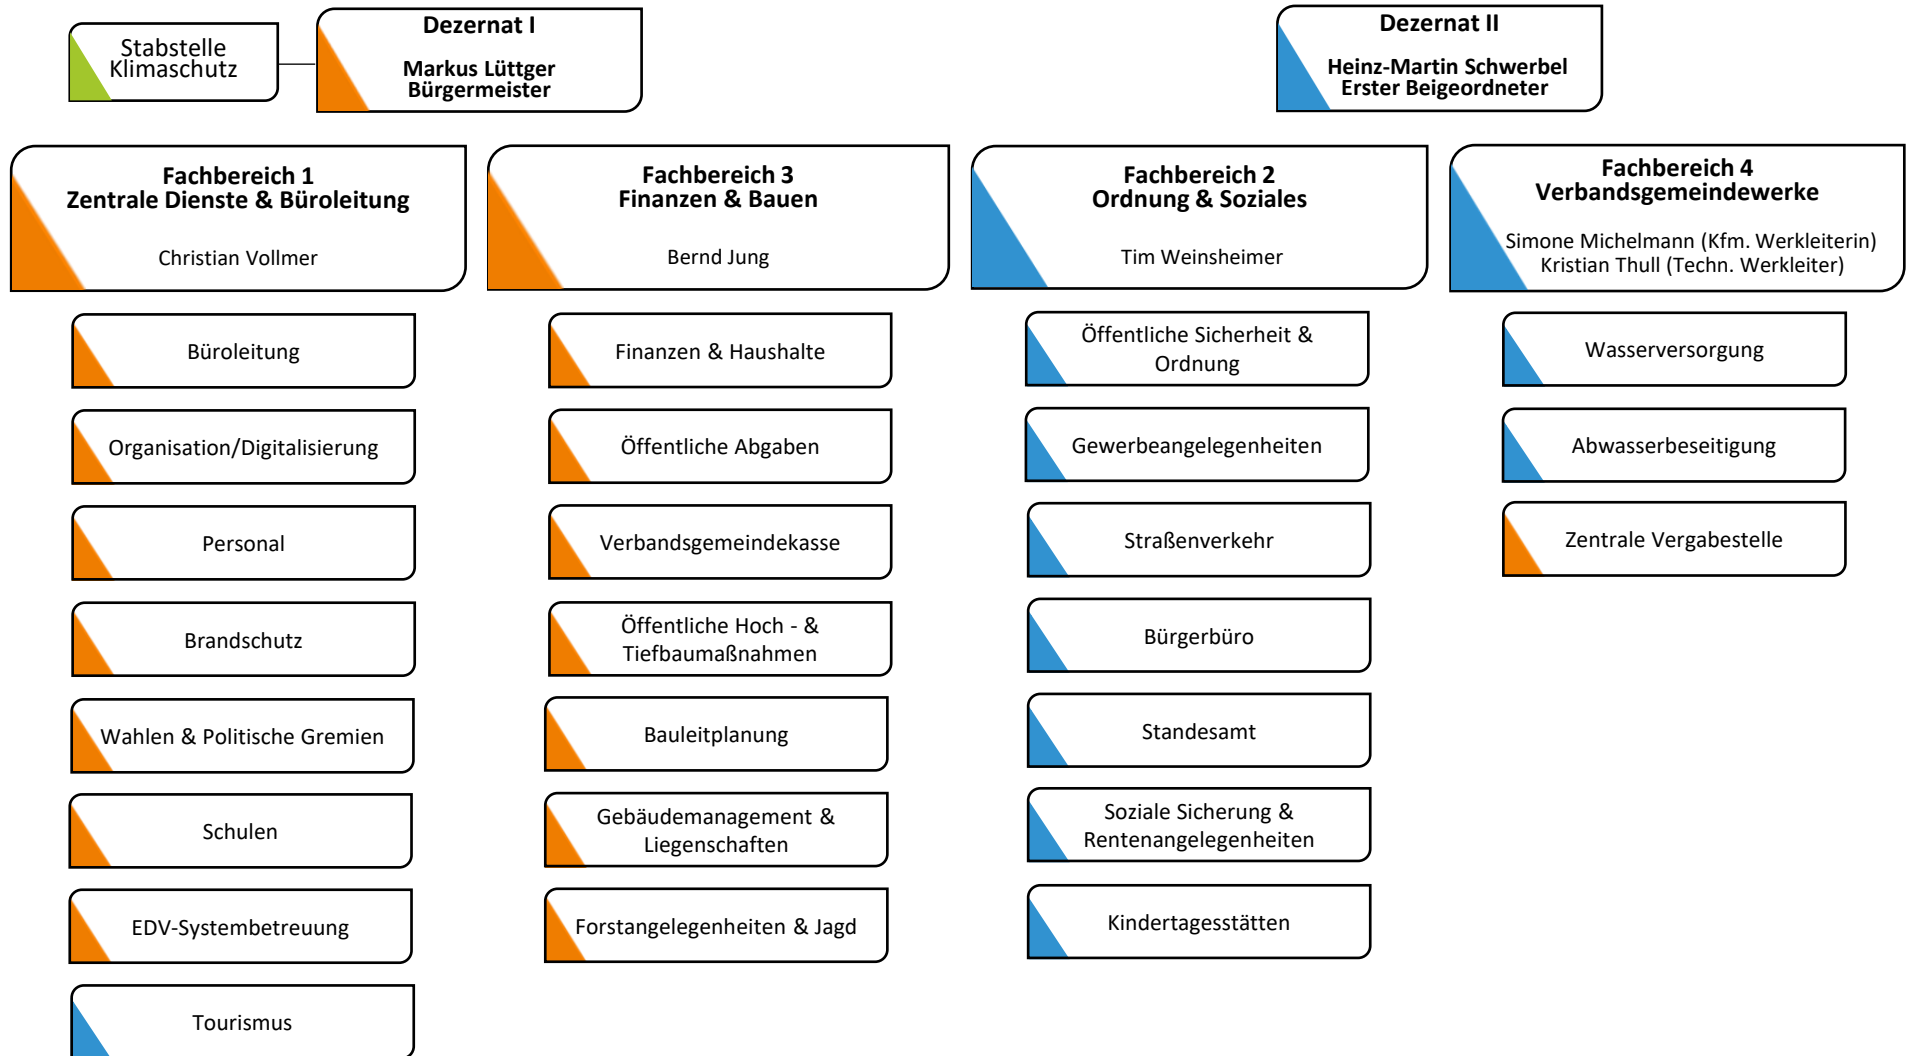 Stabstelle
Klimaschutz
Dezernat I
Markus Lüttger
Bürgermeister
Dezernat II
Heinz-Martin Schwerbel
Erster Beigeordneter
Fachbereich 1
Zentrale Dienste & Büroleitung
Christian Vollmer
Büroleitung
Organisation/Digitalisierung
Personal
Brandschutz
Wahlen & Politische Gremien
Schulen
EDV-Systembetreuung
Tourismus
Fachbereich 3
Finanzen & Bauen
Bernd Jung
Finanzen & Haushalte
Öffentliche Abgaben
Verbandsgemeindekasse
Öffentliche Hoch - &
Tiefbaumaßnahmen
Bauleitplanung
Gebäudemanagement &
Liegenschaften
Forstangelegenheiten & Jagd
Fachbereich 2
Ordnung & Soziales
Tim Weinsheimer
Öffentliche Sicherheit &
Ordnung
Gewerbeangelegenheiten
Straßenverkehr
Bürgerbüro
Standesamt
Soziale Sicherung &
Rentenangelegenheiten
Kindertagesstätten
Fachbereich 4
Verbandsgemeindewerke
Simone Michelmann (Kfm. Werkleiterin)
Kristian Thull (Techn. Werkleiter)
Wasserversorgung
Abwasserbeseitigung
Zentrale Vergabestelle